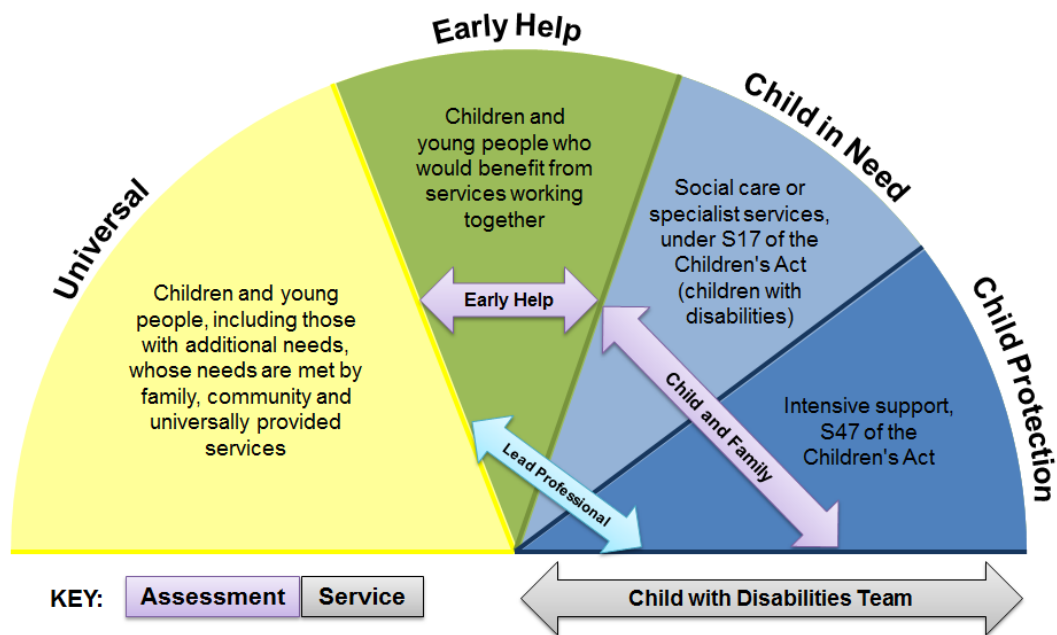 Early Help
Universal
Child in Need
Child Protection
Children and
young people who
would benefit from
services working
together
Social care or
specialist services,
under S17 of the
Children's Act
(children with
disabilities)
Children and young
people, including those
with additional needs,
whose needs are met by
family, community and
universally provided
services
Early Help
Child and Family
Intensive support,
S47 of the
Children's Act
Lead Professional
KEY:
Assessment
Service
Child with Disabilities Team